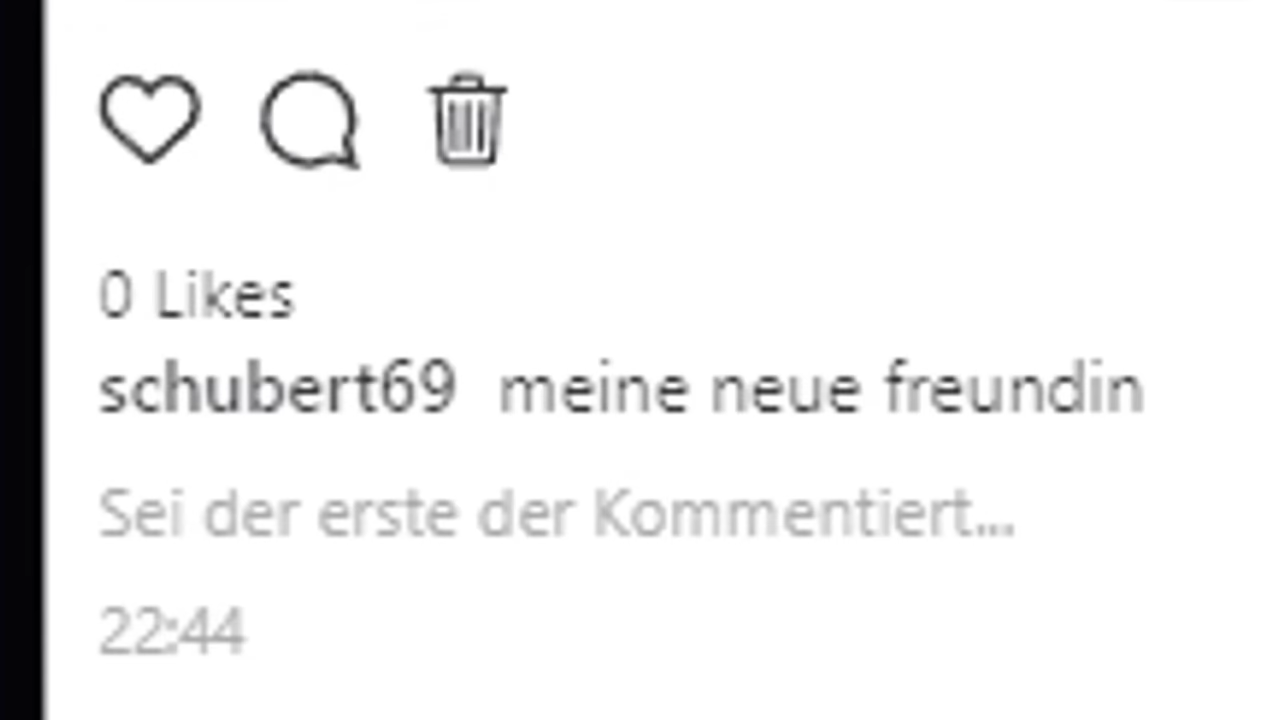 0 Likes
schubert69 meine neue freundin
Sei der erste der Kommentiert...
22:44